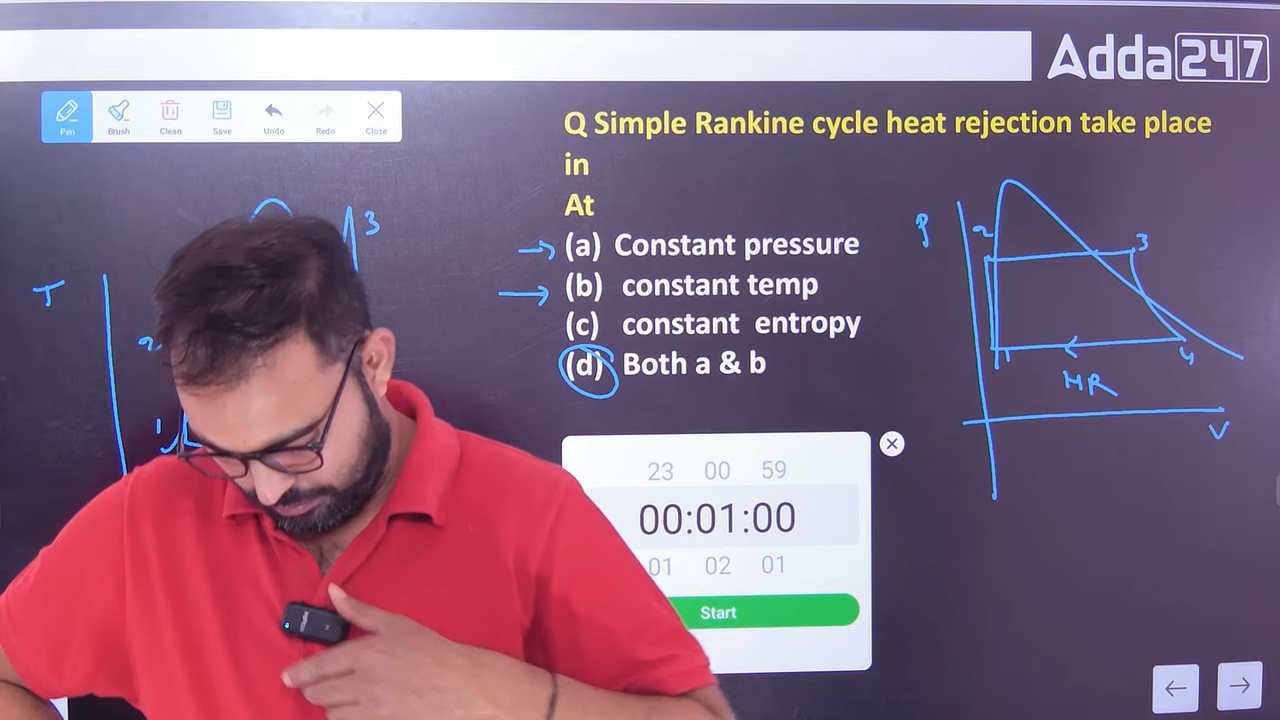 Adda247
Pen Brush Clean Save Undo Redo Close
Q Simple Rankine cycle heat rejection take place
in
At
(a) Constant pressure
(b) constant temp
(c) constant entropy
(d) Both a & b
T
3
2
1
P
2
3
1
4
HR
V
23 00 59
00:01:00
01 02 01
Start